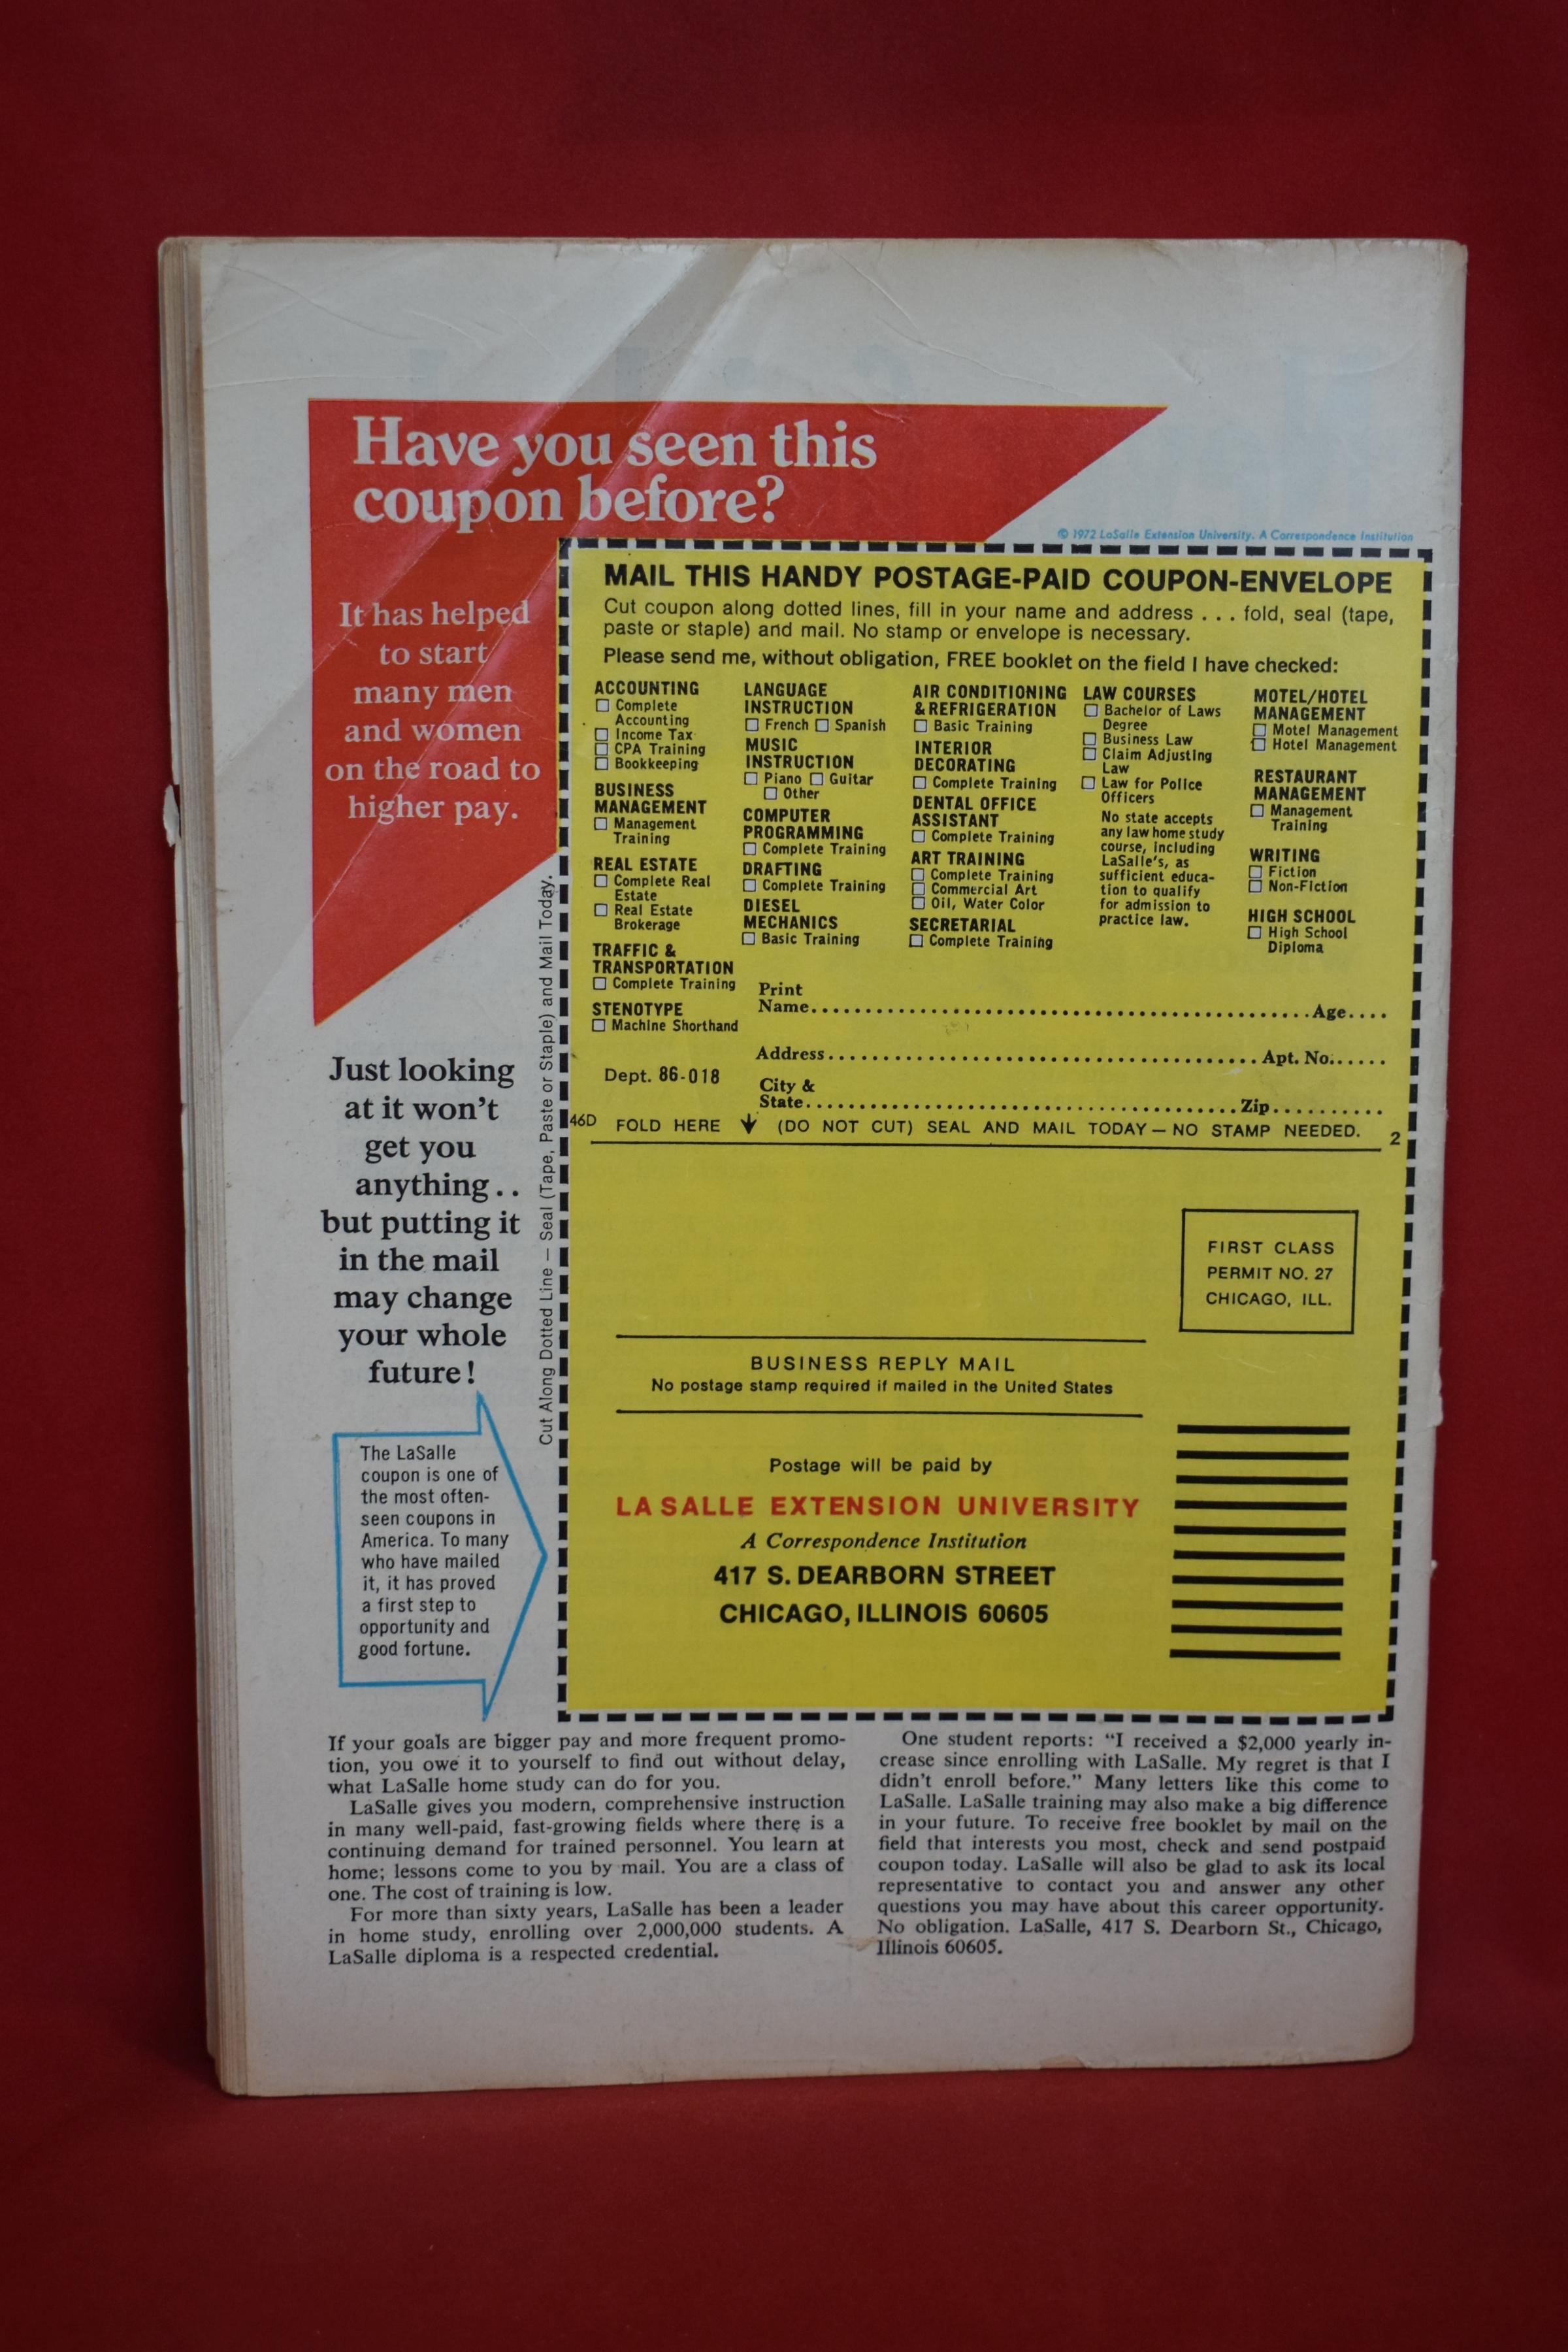 Have you seen this
coupon before?
© 1972 LaSalle Extension University. A Correspondence Institution
It has helped
to start
many men
and women
on the road to
higher pay.
Just looking
at it won't
get you
anything..
but putting it
in the mail
may change
your whole
future!
The LaSalle
coupon is one of
the most often-
seen coupons in
America. To many
who have mailed
it, it has proved
a first step to
opportunity and
good fortune.
Cut Along Dotted Line — Seal (Tape, Paste or Staple) and Mail Today.
MAIL THIS HANDY POSTAGE-PAID COUPON-ENVELOPE
Cut coupon along dotted lines, fill in your name and address . . . fold, seal (tape,
paste or staple) and mail. No stamp or envelope is necessary.
Please send me, without obligation, FREE booklet on the field I have checked:
ACCOUNTING
Complete
Accounting
Income Tax
CPA Training
Bookkeeping
BUSINESS
MANAGEMENT
Management
Training
REAL ESTATE
Complete Real
Estate
Real Estate
Brokerage
TRAFFIC &
TRANSPORTATION
Complete Training
STENOTYPE
Machine Shorthand
LANGUAGE
INSTRUCTION
French Spanish
MUSIC
INSTRUCTION
Piano Guitar
Other
COMPUTER
PROGRAMMING
Complete Training
DRAFTING
Complete Training
DIESEL
MECHANICS
Basic Training
AIR CONDITIONING
& REFRIGERATION
Basic Training
INTERIOR
DECORATING
Complete Training
DENTAL OFFICE
ASSISTANT
Complete Training
ART TRAINING
Complete Training
Commercial Art
Oil, Water Color
SECRETARIAL
Complete Training
LAW COURSES
Bachelor of Laws
Degree
Business Law
Claim Adjusting
Law
Law for Police
Officers
No state accepts
any law home study
course, including
LaSalle's, as
sufficient educa-
tion to qualify
for admission to
practice law.
MOTEL/HOTEL
MANAGEMENT
Motel Management
Hotel Management
RESTAURANT
MANAGEMENT
Management
Training
WRITING
Fiction
Non-Fiction
HIGH SCHOOL
High School
Diploma
Print
Name.......... Age....
Address.......... Apt. No......
Dept. 86-018
City &
State.......... Zip..........
46D FOLD HERE (DO NOT CUT) SEAL AND MAIL TODAY — NO STAMP NEEDED. 2
FIRST CLASS
PERMIT NO. 27
CHICAGO, ILL.
BUSINESS REPLY MAIL
No postage stamp required if mailed in the United States
Postage will be paid by
LA SALLE EXTENSION UNIVERSITY
A Correspondence Institution
417 S. DEARBORN STREET
CHICAGO, ILLINOIS 60605
If your goals are bigger pay and more frequent promo-
tion, you owe it to yourself to find out without delay,
what LaSalle home study can do for you.
LaSalle gives you modern, comprehensive instruction
in many well-paid, fast-growing fields where there is a
continuing demand for trained personnel. You learn at
home; lessons come to you by mail. You are a class of
one. The cost of training is low.
For more than sixty years, LaSalle has been a leader
in home study, enrolling over 2,000,000 students. A
LaSalle diploma is a respected credential.
One student reports: "I received a $2,000 yearly in-
crease since enrolling with LaSalle. My regret is that I
didn't enroll before." Many letters like this come to
LaSalle. LaSalle training may also make a big difference
in your future. To receive free booklet by mail on the
field that interests you most, check and send postpaid
coupon today. LaSalle will also be glad to ask its local
representative to contact you and answer any other
questions you may have about this career opportunity.
No obligation. LaSalle, 417 S. Dearborn St., Chicago,
Illinois 60605.